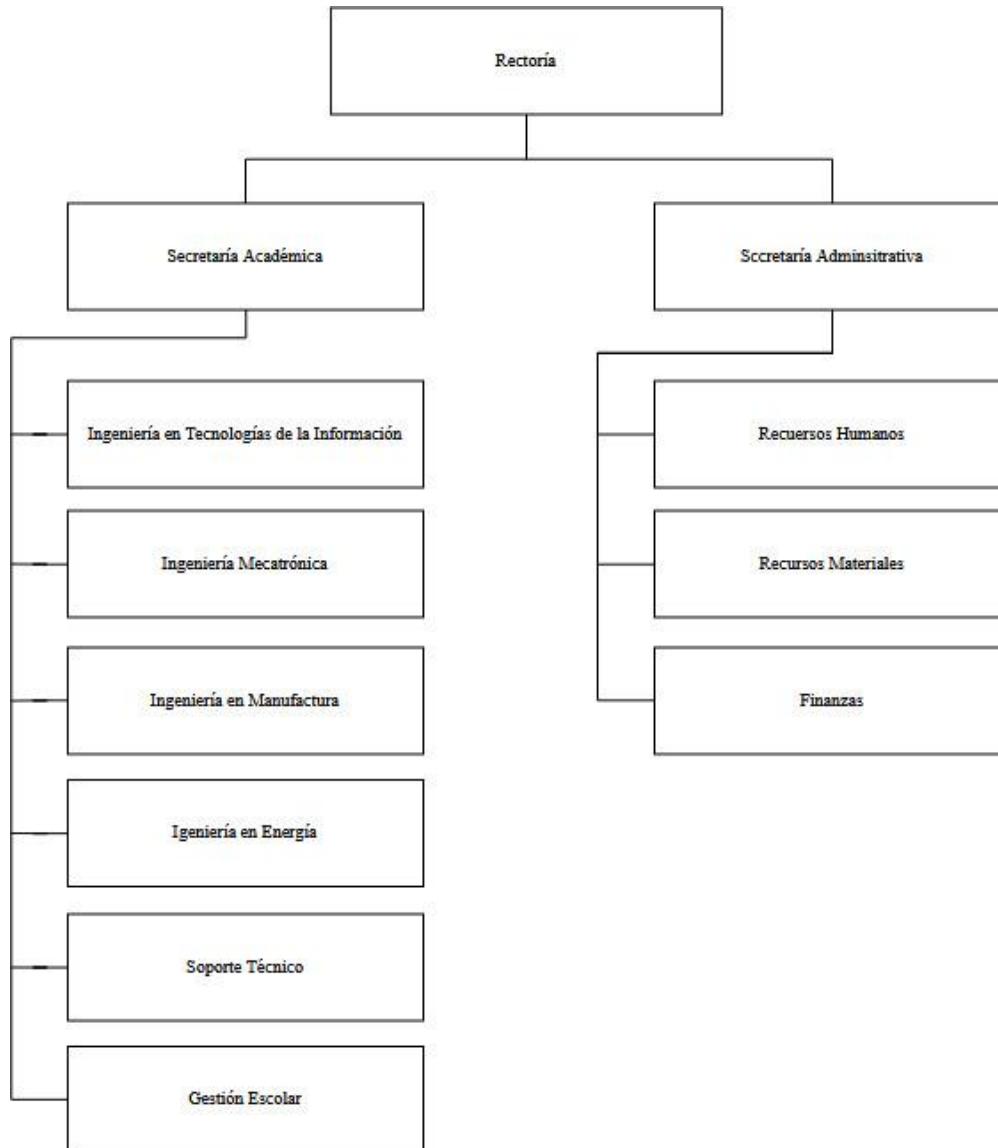 Rectoría
Secretaría Académica
Sccretaría Adminsitrativa
Ingeniería en Tecnologías de la Información
Recuersos Humanos
Ingeniería Mecatrónica
Recursos Materiales
Ingeniería en Manufactura
Finanzas
Igeniería en Energía
Soporte Técnico
Gestión Escolar